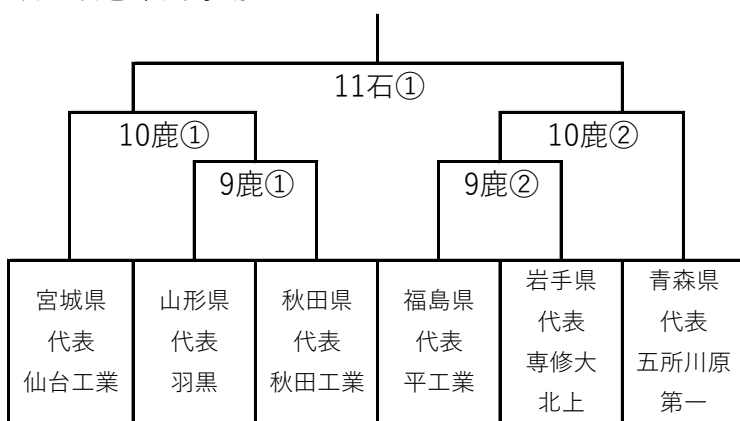 11石①
10鹿①
10鹿②
9鹿①
9鹿②
宮城県
代表
仙台工業
山形県
代表
羽黒
秋田県
代表
秋田工業
福島県
代表
平工業
岩手県
代表
専修大
北上
青森県
代表
五所川原
第一